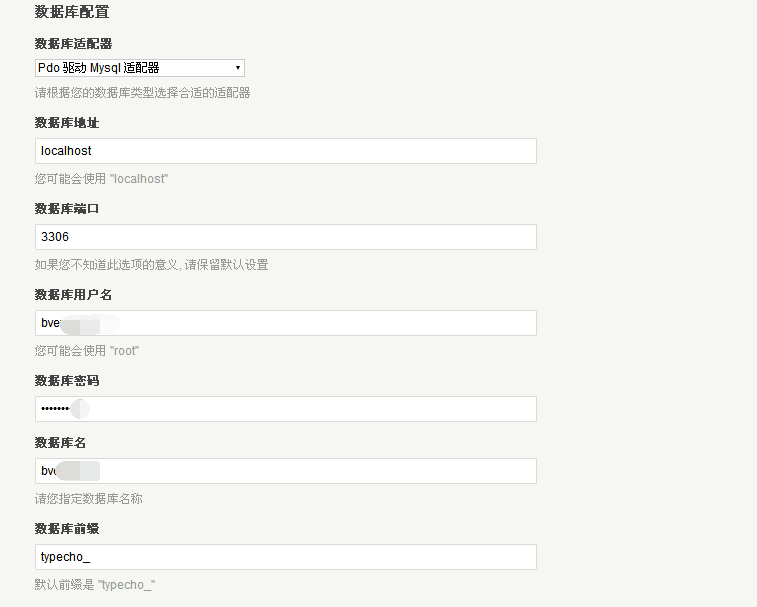 数据库配置
数据库适配器
Pdo 驱动 Mysql 适配器
请根据您的数据库类型选择合适的适配器
数据库地址
localhost
您可能会使用 "localhost"
数据库端口
3306
如果您不知道此选项的意义, 请保留默认设置
数据库用户名
您可能会使用 "root"
数据库密码
•••••••
数据库名
请您指定数据库名称
数据库前缀
typecho_
默认前缀是 "typecho_"